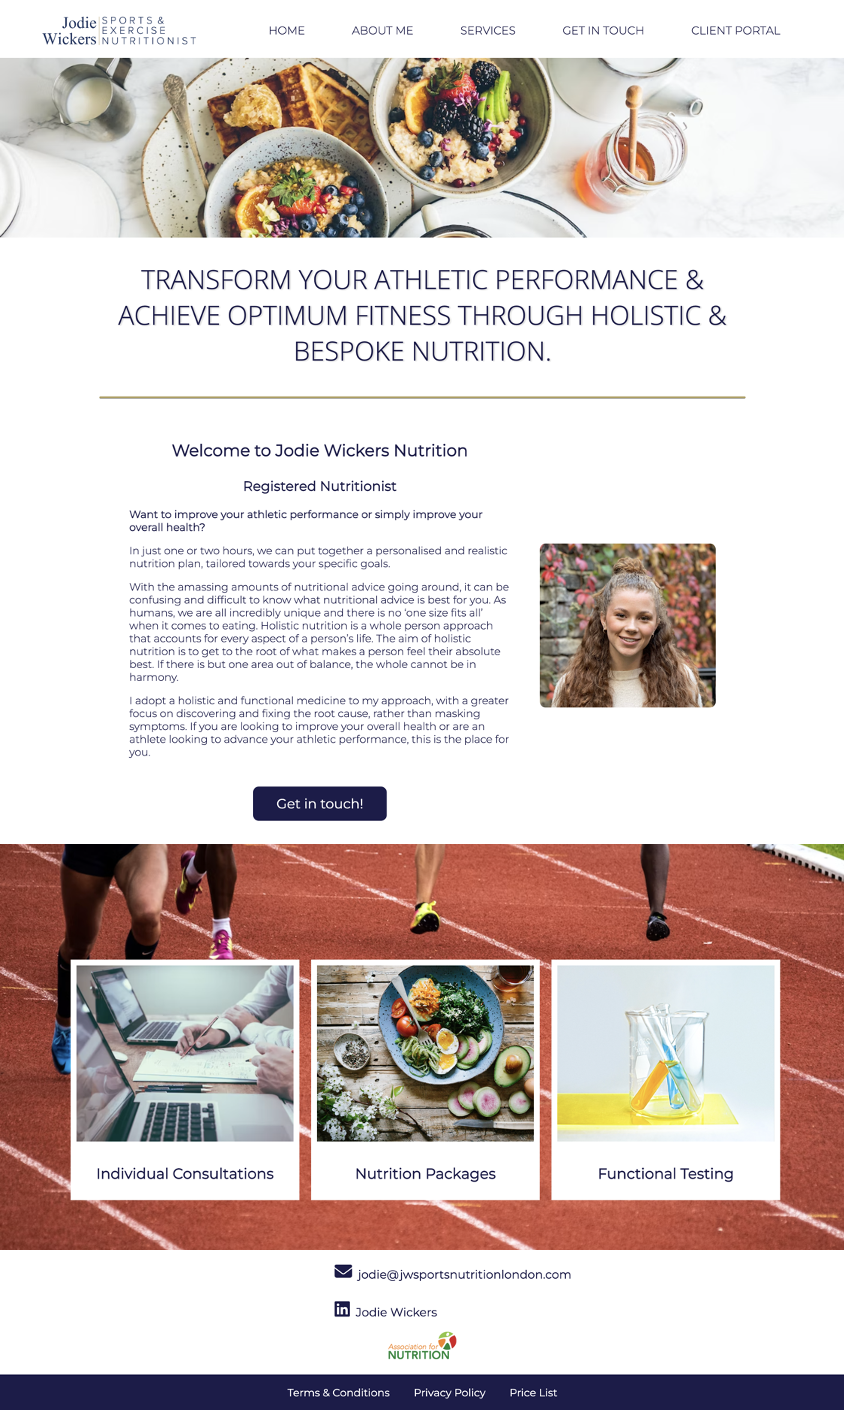 Jodie Wickers SPORTS & EXERCISE NUTRITIONIST
HOME ABOUT ME SERVICES GET IN TOUCH CLIENT PORTAL
TRANSFORM YOUR ATHLETIC PERFORMANCE &
ACHIEVE OPTIMUM FITNESS THROUGH HOLISTIC &
BESPOKE NUTRITION.
Welcome to Jodie Wickers Nutrition
Registered Nutritionist
Want to improve your athletic performance or simply improve your
overall health?
In just one or two hours, we can put together a personalised and realistic
nutrition plan, tailored towards your specific goals.
With the amassing amounts of nutritional advice going around, it can be
confusing and difficult to know what nutritional advice is best for you. As
humans, we are all incredibly unique and there is no ‘one size fits all’
when it comes to eating. Holistic nutrition is a whole person approach
that accounts for every aspect of a person’s life. The aim of holistic
nutrition is to get to the root of what makes a person feel their absolute
best. If there is but one area out of balance, the whole cannot be in
harmony.
I adopt a holistic and functional medicine to my approach, with a greater
focus on discovering and fixing the root cause, rather than masking
symptoms. If you are looking to improve your overall health or are an
athlete looking to advance your athletic performance, this is the place for
you.
Get in touch!
Individual Consultations
Nutrition Packages
Functional Testing
jodie@jwsportsnutritionlondon.com
Jodie Wickers
Association for
NUTRITION
Terms & Conditions Privacy Policy Price List